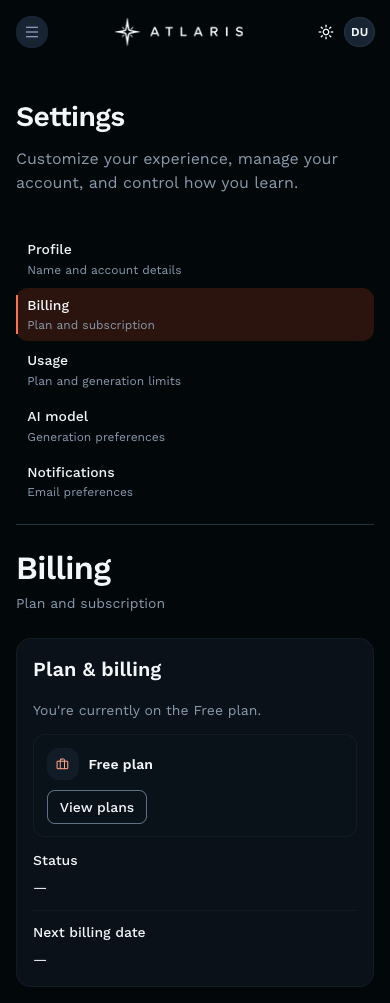 ATLARIS
DU
Settings
Customize your experience, manage your
account, and control how you learn.
Profile
Name and account details
Billing
Plan and subscription
Usage
Plan and generation limits
AI model
Generation preferences
Notifications
Email preferences
Billing
Plan and subscription
Plan & billing
You're currently on the Free plan.
Free plan
View plans
Status
—
Next billing date
—